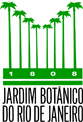 1808
JARDIM BOTÂNICO
DO RIO DE JANEIRO